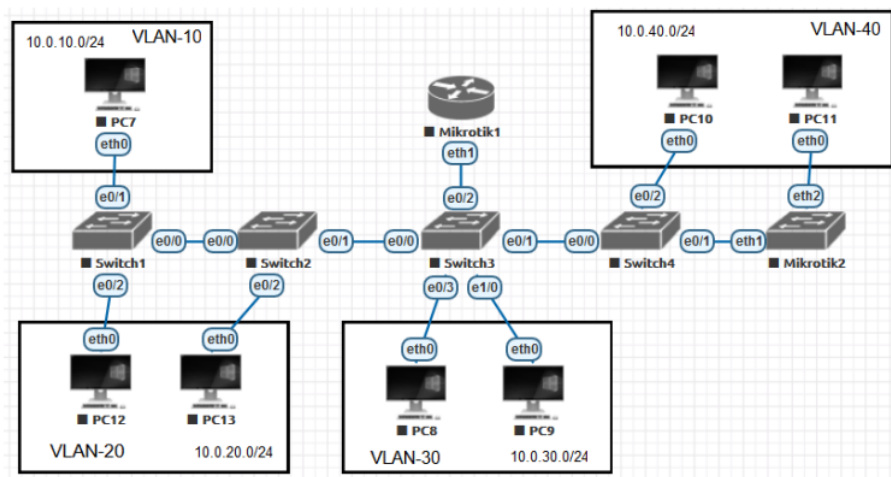 10.0.10.0/24 VLAN-10
PC7
eth0
e0/1
Switch1
e0/0
e0/2
e0/0
Switch2
e0/1
e0/2
Mikrotik1
eth1
e0/2
e0/0
Switch3
e0/1
e0/3
e1/0
10.0.40.0/24 VLAN-40
PC10
PC11
eth0
eth0
e0/2
eth2
e0/0
Switch4
e0/1
eth1
Mikrotik2
eth0
eth0
PC12
PC13
VLAN-20 10.0.20.0/24
eth0
eth0
PC8
PC9
VLAN-30 10.0.30.0/24